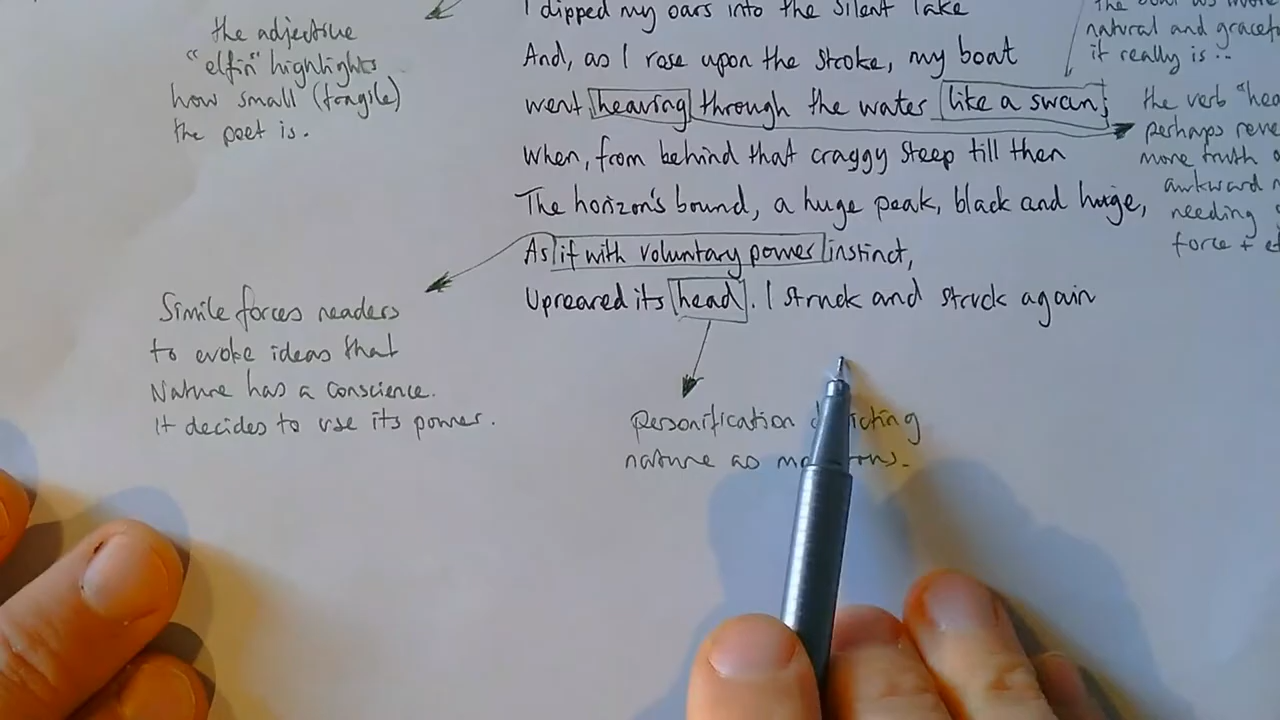 I dipped my oars into the silent lake
And, as I rose upon the stroke, my boat
went heaving through the water like a swan;
when, from behind that craggy steep till then
The horizon's bound, a huge peak, black and huge,
As if with voluntary power instinct,
Upreared its head. I struck and struck again
the adjective
"elfin" highlights
how small (fragile)
the poet is.
natural and
it really is..
the verb
perhaps
more truth
awkward
needing
force +
Simile forces readers
to evoke ideas that
Nature has a conscience.
It decides to use its power.
Personification
nature as